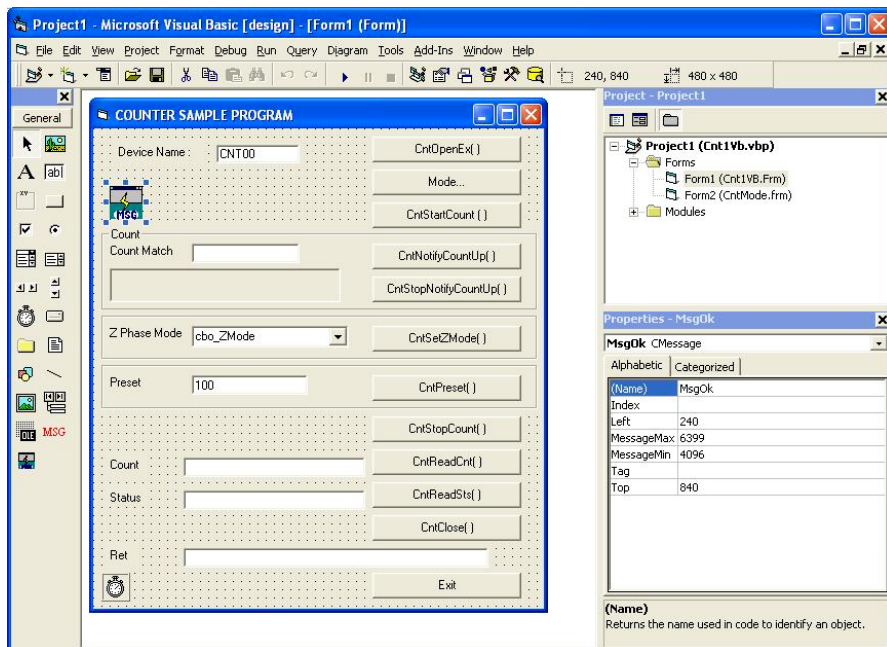 Project1 - Microsoft Visual Basic [design] - [Form1 (Form)]
File Edit View Project Format Debug Run Query Diagram Tools Add-Ins Window Help
240, 840 480 x 480
General
A ab|
XY
OLE MSG
COUNTER SAMPLE PROGRAM
Device Name : CNT00 CntOpenEx( )
Mode...
MSG
CntStartCount ( )
Count
Count Match CntNotifyCountUp( )
CntStopNotifyCountUp( )
Z Phase Mode cbo_ZMode CntSetZMode( )
Preset 100 CntPreset( )
CntStopCount( )
Count CntReadCnt( )
Status CntReadSts( )
CntClose( )
Ret
Exit
Project - Project1
Project1 (Cnt1Vb.vbp)
Forms
Form1 (Cnt1VB.Frm)
Form2 (CntMode.frm)
Modules
Properties - MsgOk
MsgOk CMessage
Alphabetic Categorized
(Name) MsgOk
Index
Left 240
MessageMax 6399
MessageMin 4096
Tag
Top 840
(Name)
Returns the name used in code to identify an object.